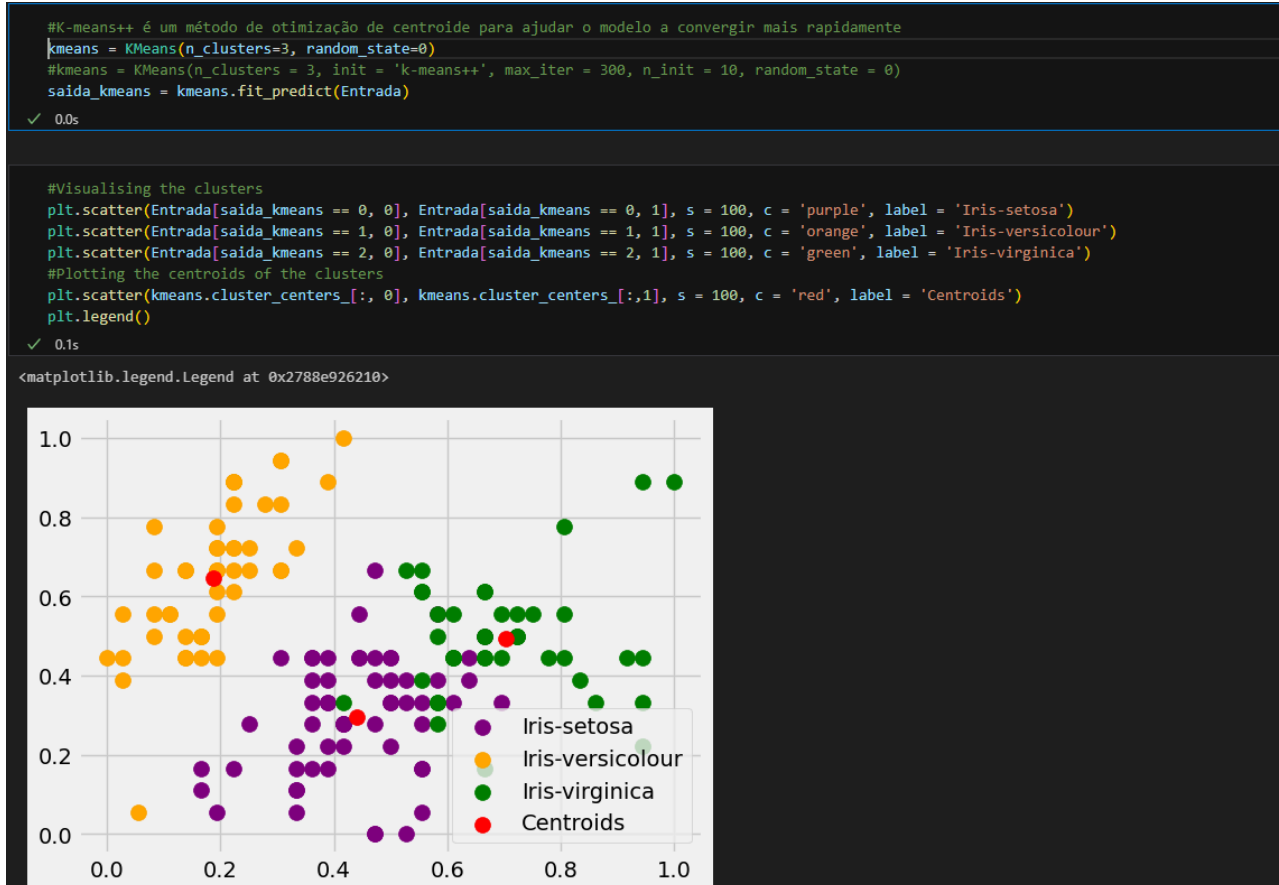 #K-means++ é um método de otimização de centroide para ajudar o modelo a convergir mais rapidamente
kmeans = KMeans(n_clusters=3, random_state=0)
#kmeans = KMeans(n_clusters = 3, init = 'k-means++', max_iter = 300, n_init = 10, random_state = 0)
saida_kmeans = kmeans.fit_predict(Entrada)
✓ 0.0s
#Visualising the clusters
plt.scatter(Entrada[saida_kmeans == 0, 0], Entrada[saida_kmeans == 0, 1], s = 100, c = 'purple', label = 'Iris-setosa')
plt.scatter(Entrada[saida_kmeans == 1, 0], Entrada[saida_kmeans == 1, 1], s = 100, c = 'orange', label = 'Iris-versicolour')
plt.scatter(Entrada[saida_kmeans == 2, 0], Entrada[saida_kmeans == 2, 1], s = 100, c = 'green', label = 'Iris-virginica')
#Plotting the centroids of the clusters
plt.scatter(kmeans.cluster_centers_[:, 0], kmeans.cluster_centers_[:,1], s = 100, c = 'red', label = 'Centroids')
plt.legend()
✓ 0.1s
<matplotlib.legend.Legend at 0x2788e926210>
1.0
0.8
0.6
0.4
0.2
0.0
Iris-setosa
Iris-versicolour
Iris-virginica
Centroids
0.0 0.2 0.4 0.6 0.8 1.0